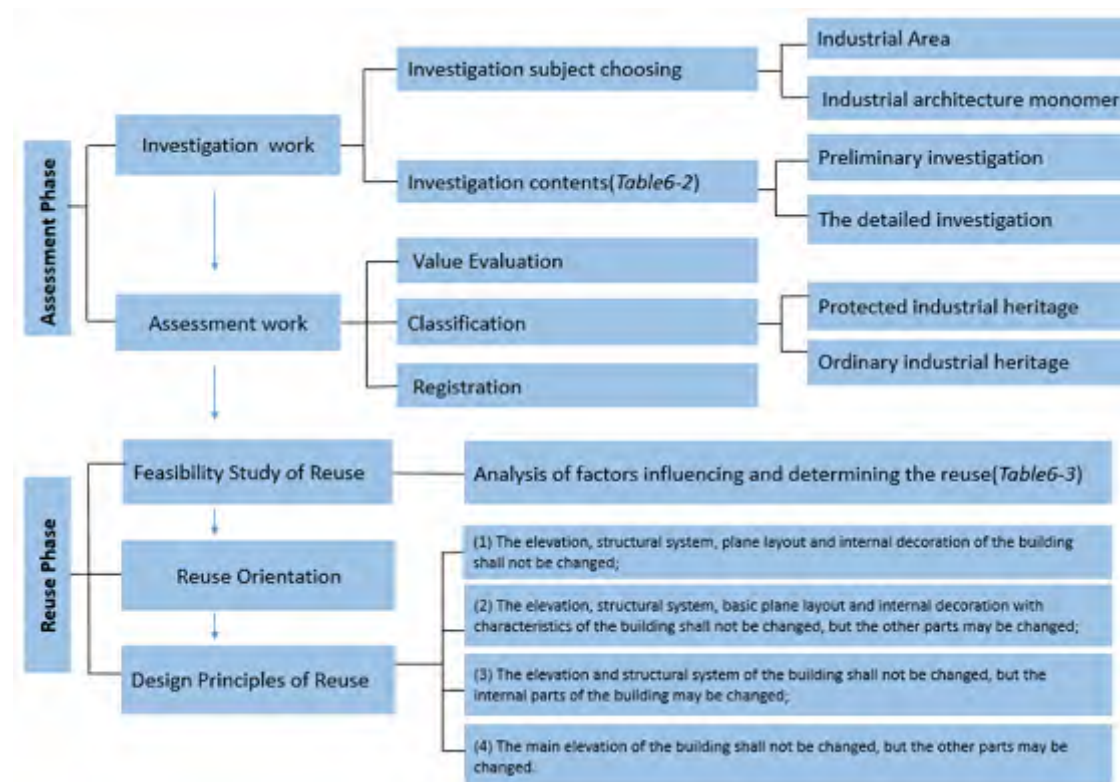 Assessment Phase
Investigation work
Investigation subject choosing
Industrial Area
Industrial architecture monomer
Investigation contents(Table6-2)
Preliminary investigation
The detailed investigation
Assessment work
Value Evaluation
Classification
Protected industrial heritage
Ordinary industrial heritage
Registration
Reuse Phase
Feasibility Study of Reuse
Analysis of factors influencing and determining the reuse(Table6-3)
Reuse Orientation
Design Principles of Reuse
(1) The elevation, structural system, plane layout and internal decoration of the building
shall not be changed;
(2) The elevation, structural system, basic plane layout and internal decoration with
characteristics of the building shall not be changed, but the other parts may be changed;
(3) The elevation and structural system of the building shall not be changed, but the
internal parts of the building may be changed;
(4) The main elevation of the building shall not be changed, but the other parts may be
changed.